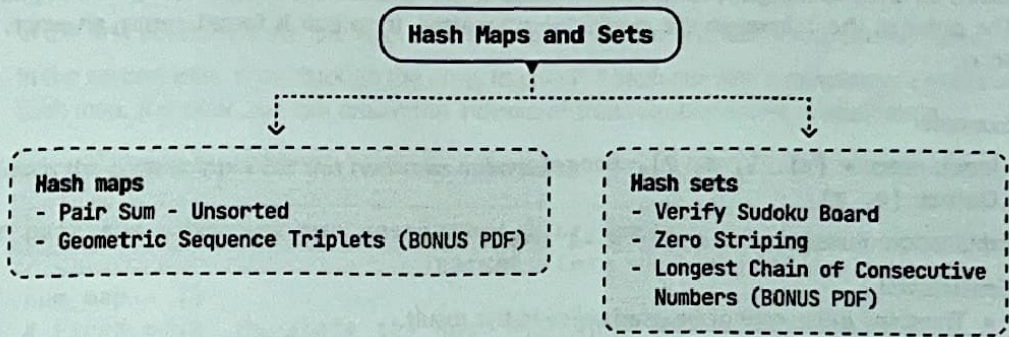 Hash Maps and Sets
Hash maps
- Pair Sum - Unsorted
- Geometric Sequence Triplets (BONUS PDF)
Hash sets
- Verify Sudoku Board
- Zero Striping
- Longest Chain of Consecutive
Numbers (BONUS PDF)